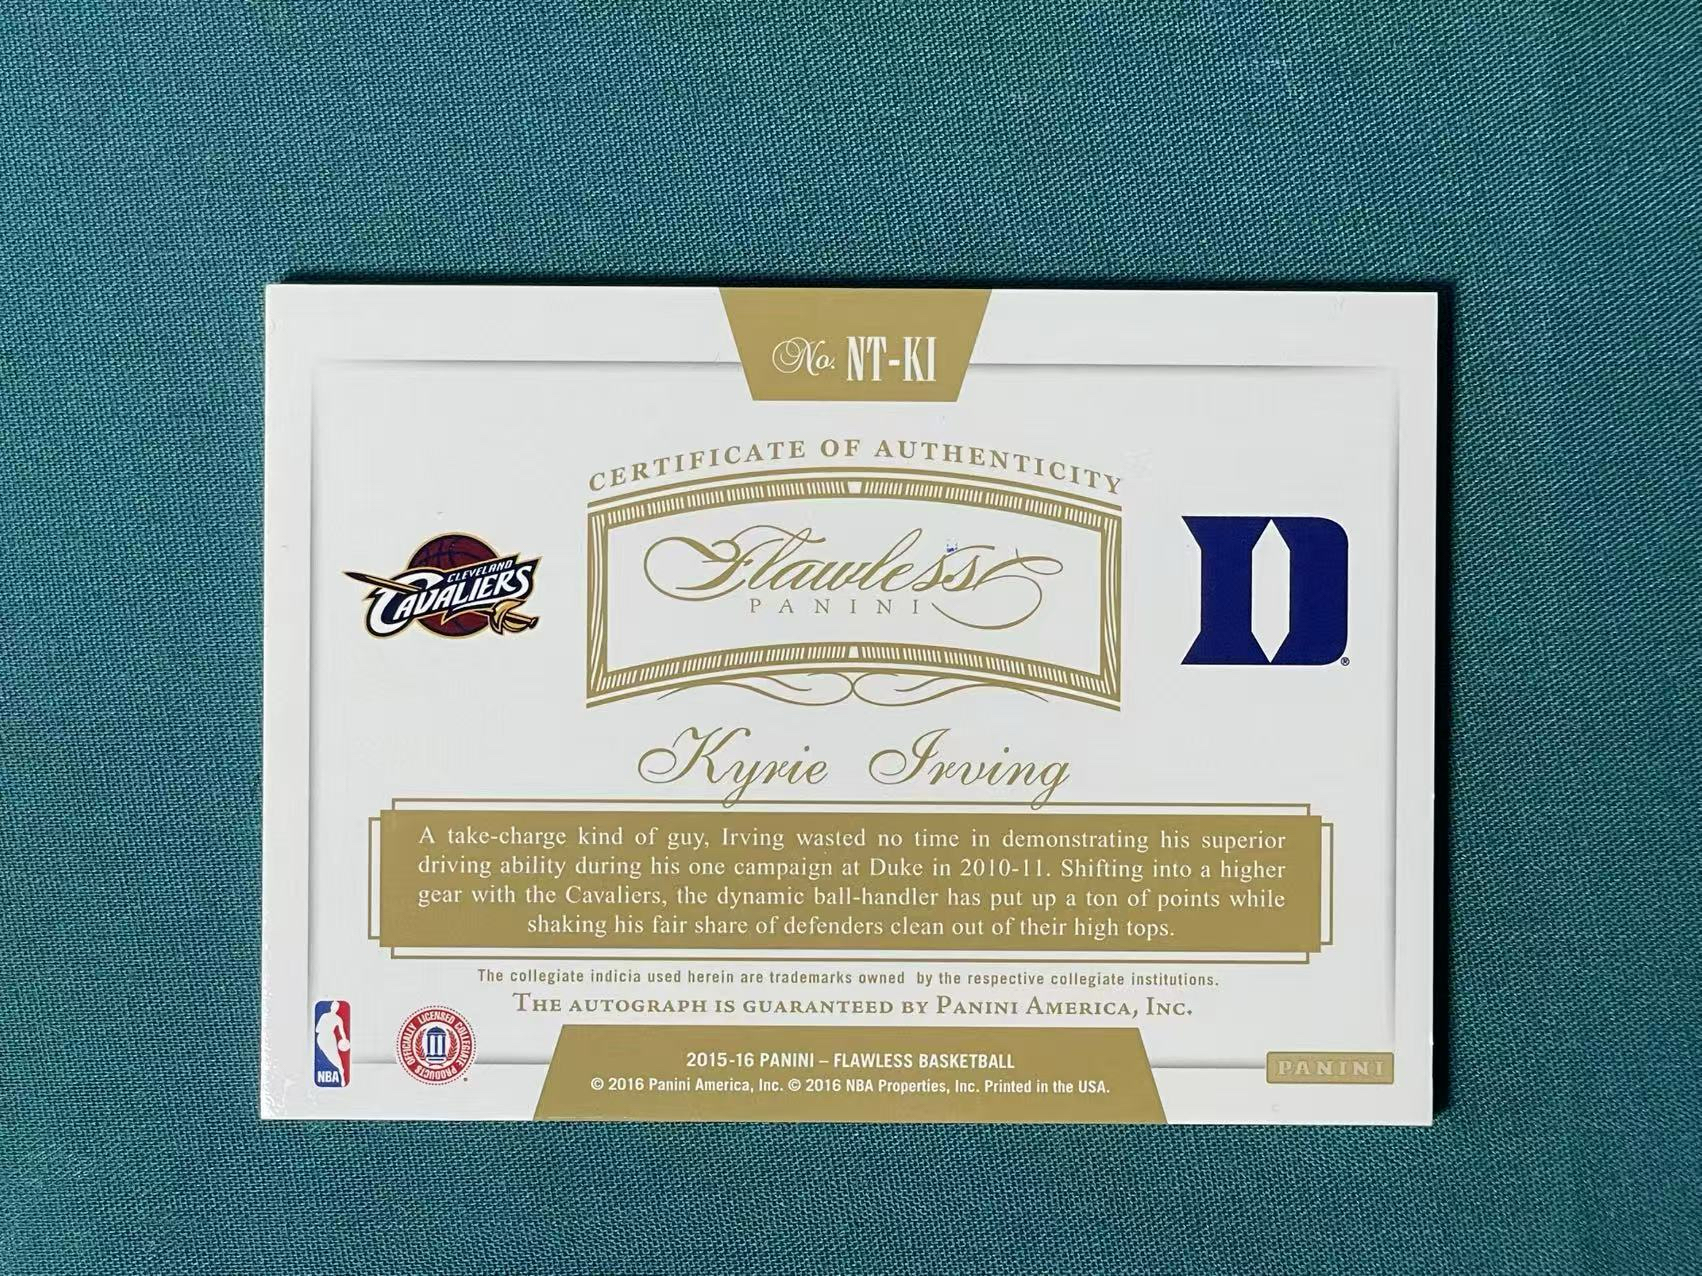 No. NT-KI
CERTIFICATE OF AUTHENTICITY
Flawless
PANINI
CLEVELAND
CAVALIERS
D
®
Kyrie Irving
A take-charge kind of guy, Irving wasted no time in demonstrating his superior
driving ability during his one campaign at Duke in 2010-11. Shifting into a higher
gear with the Cavaliers, the dynamic ball-handler has put up a ton of points while
shaking his fair share of defenders clean out of their high tops.
The collegiate indicia used herein are trademarks owned by the respective collegiate institutions.
THE AUTOGRAPH IS GUARANTEED BY PANINI AMERICA, INC.
NBA
OFFICIALLY LICENSED COLLEGIATE PRODUCTS
2015-16 PANINI – FLAWLESS BASKETBALL
© 2016 Panini America, Inc. © 2016 NBA Properties, Inc. Printed in the USA.
PANINI